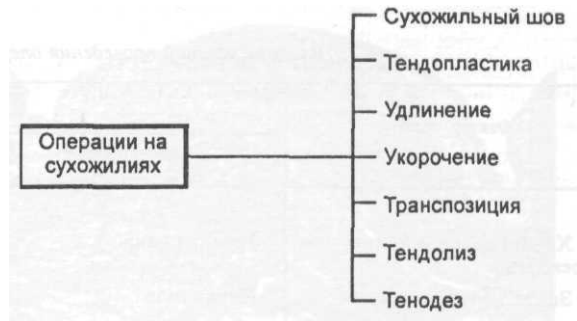 Сухожильный шов
Тендопластика
Удлинение
Операции на
сухожилиях
Укорочение
Транспозиция
Тендолиз
Тенодез